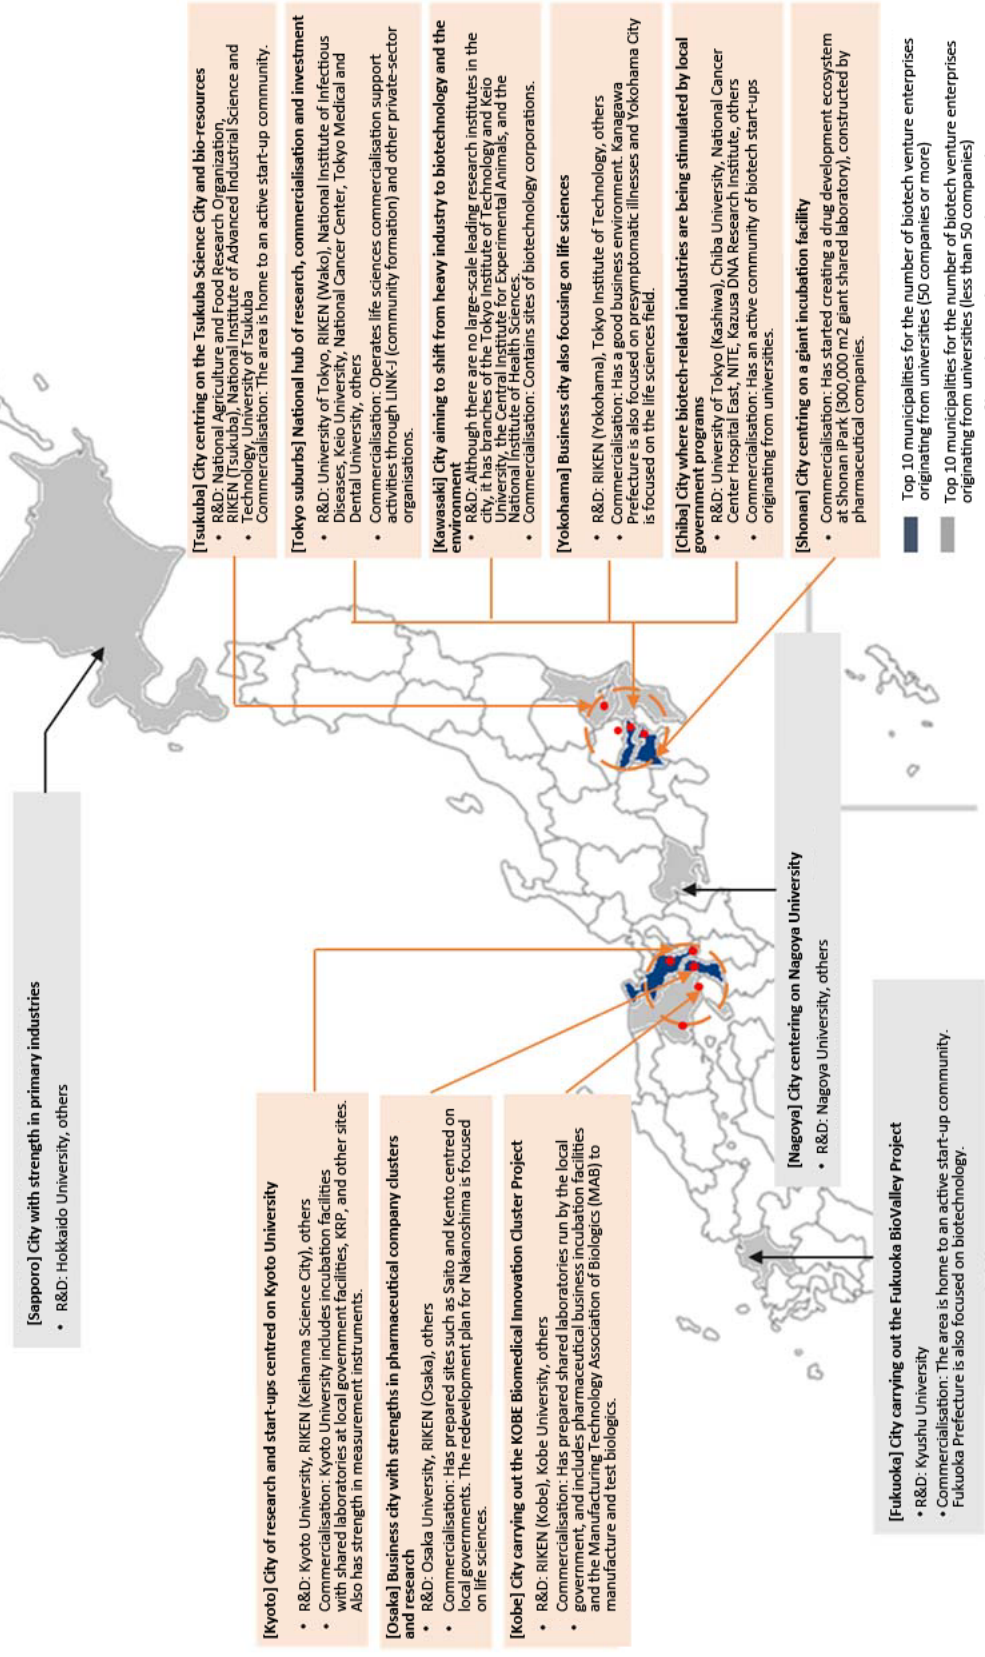 [Sapporo] City with strength in primary industries
• R&D: Hokkaido University, others
[Kyoto] City of research and start-ups centred on Kyoto University
• R&D: Kyoto University, RIKEN (Keihanna Science City), others
• Commercialisation: Kyoto University includes incubation facilities
with shared laboratories at local government facilities, KRP, and other sites.
Also has strength in measurement instruments.
[Osaka] Business city with strengths in pharmaceutical company clusters
and research
• R&D: Osaka University, RIKEN (Osaka), others
• Commercialisation: Has prepared sites such as Saito and Kento centred on
local governments. The redevelopment plan for Nakanoshima is focused
on life sciences.
[Kobe] City carrying out the KOBE Biomedical Innovation Cluster Project
• R&D: RIKEN (Kobe), Kobe University, others
• Commercialisation: Has prepared shared laboratories run by the local
government, and includes pharmaceutical business incubation facilities
and the Manufacturing Technology Association of Biologics (MAB) to
manufacture and test biologics.
[Fukuoka] City carrying out the Fukuoka BioValley Project
• R&D: Kyushu University
• Commercialisation: The area is home to an active start-up community.
Fukuoka Prefecture is also focused on biotechnology.
[Nagoya] City centering on Nagoya University
• R&D: Nagoya University, others
[Tsukuba] City centring on the Tsukuba Science City and bio-resources
• R&D: National Agriculture and Food Research Organization,
RIKEN (Tsukuba), National Institute of Advanced Industrial Science and
Technology, University of Tsukuba
• Commercialisation: The area is home to an active start-up community.
[Tokyo suburbs] National hub of research, commercialisation and investment
• R&D: University of Tokyo, RIKEN (Wako), National Institute of Infectious
Diseases, Keio University, National Cancer Center, Tokyo Medical and
Dental University, others
• Commercialisation: Operates life sciences commercialisation support
activities through LINK-J (community formation) and other private-sector
organisations.
[Kawasaki] City aiming to shift from heavy industry to biotechnology and the
environment
• R&D: Although there are no large-scale leading research institutes in the
city, it has branches of the Tokyo Institute of Technology and Keio
University, the Central Institute for Experimental Animals, and the
National Institute of Health Sciences.
• Commercialisation: Contains sites of biotechnology corporations.
[Yokohama] Business city also focusing on life sciences
• R&D: RIKEN (Yokohama), Tokyo Institute of Technology, others
• Commercialisation: Has a good business environment. Kanagawa
Prefecture is also focused on presymptomatic illnesses and Yokohama City
is focused on the life sciences field.
[Chiba] City where biotech-related industries are being stimulated by local
government programs
• R&D: University of Tokyo (Kashiwa), Chiba University, National Cancer
Center Hospital East, NITE, Kazusa DNA Research Institute, others
• Commercialisation: Has an active community of biotech start-ups
originating from universities.
[Shonan] City centring on a giant incubation facility
• Commercialisation: Has started creating a drug development ecosystem
at Shonan iPark (300,000 m2 giant shared laboratory), constructed by
pharmaceutical companies.
Top 10 municipalities for the number of biotech venture enterprises
originating from universities (50 companies or more)
Top 10 municipalities for the number of biotech venture enterprises
originating from universities (less than 50 companies)